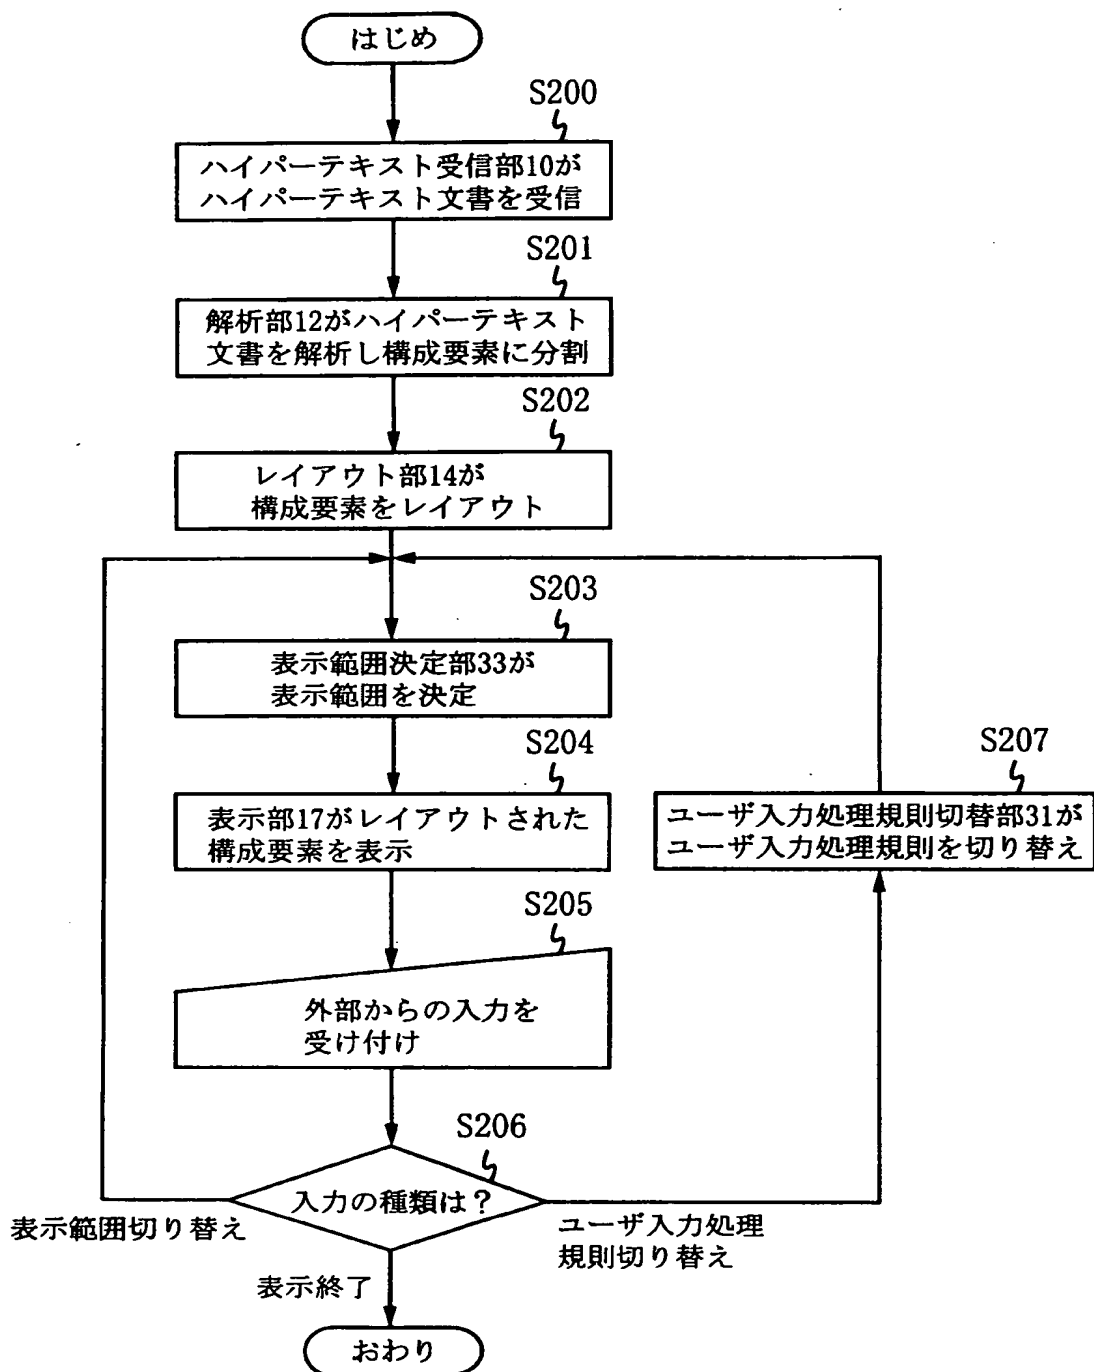 はじめ
S200
ハイパーテキスト受信部10が
ハイパーテキスト文書を受信
S201
解析部12がハイパーテキスト
文書を解析し構成要素に分割
S202
レイアウト部14が
構成要素をレイアウト
S203
表示範囲決定部33が
表示範囲を決定
S204
表示部17がレイアウトされた
構成要素を表示
S207
ユーザ入力処理規則切替部31が
ユーザ入力処理規則を切り替え
S205
外部からの入力を
受け付け
S206
入力の種類は？
表示範囲切り替え
ユーザ入力処理
規則切り替え
表示終了
おわり